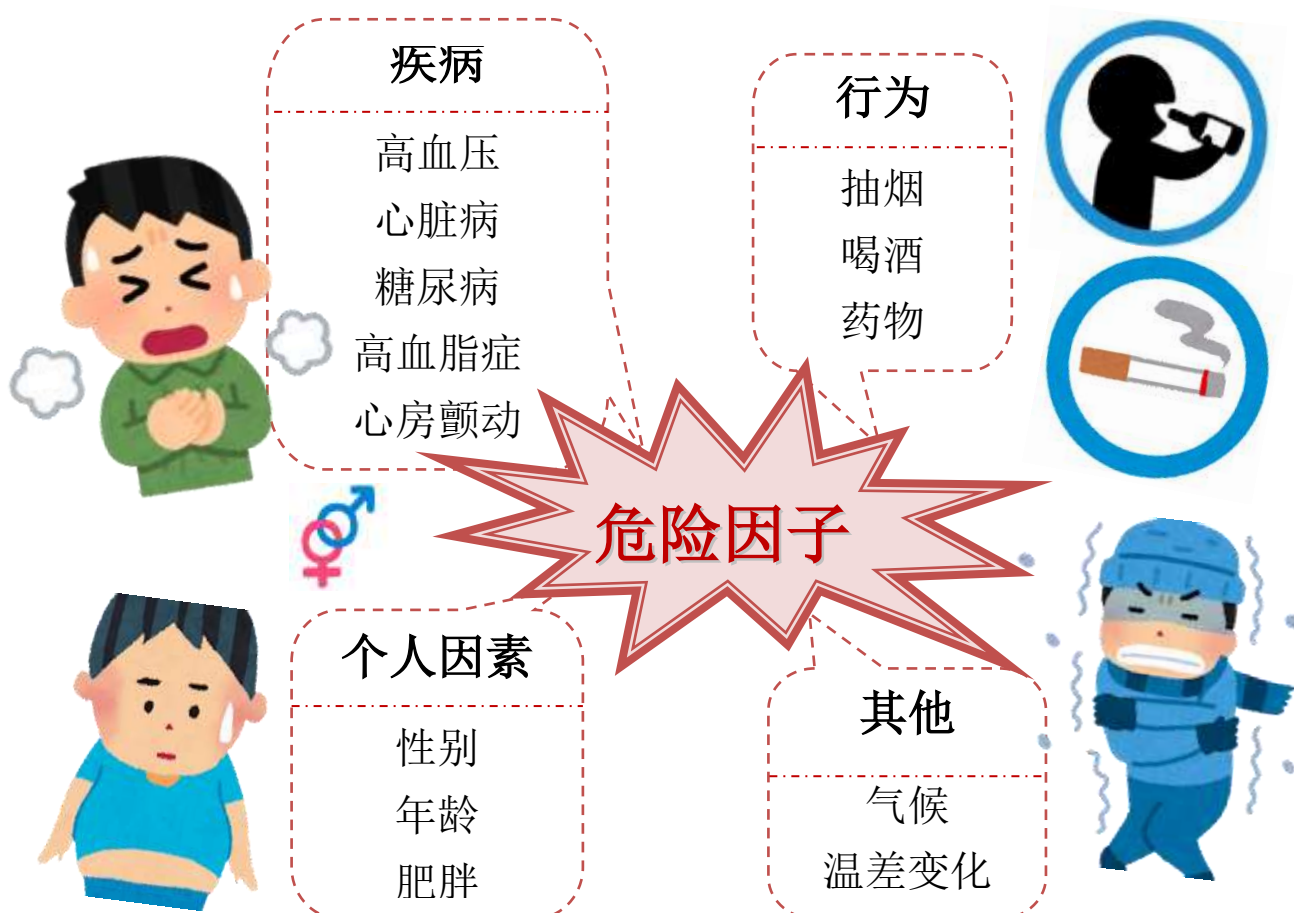 疾病
高血压
心脏病
糖尿病
高血脂症
心房颤动
行为
抽烟
喝酒
药物
危险因子
个人因素
性别
年龄
肥胖
其他
气候
温差变化